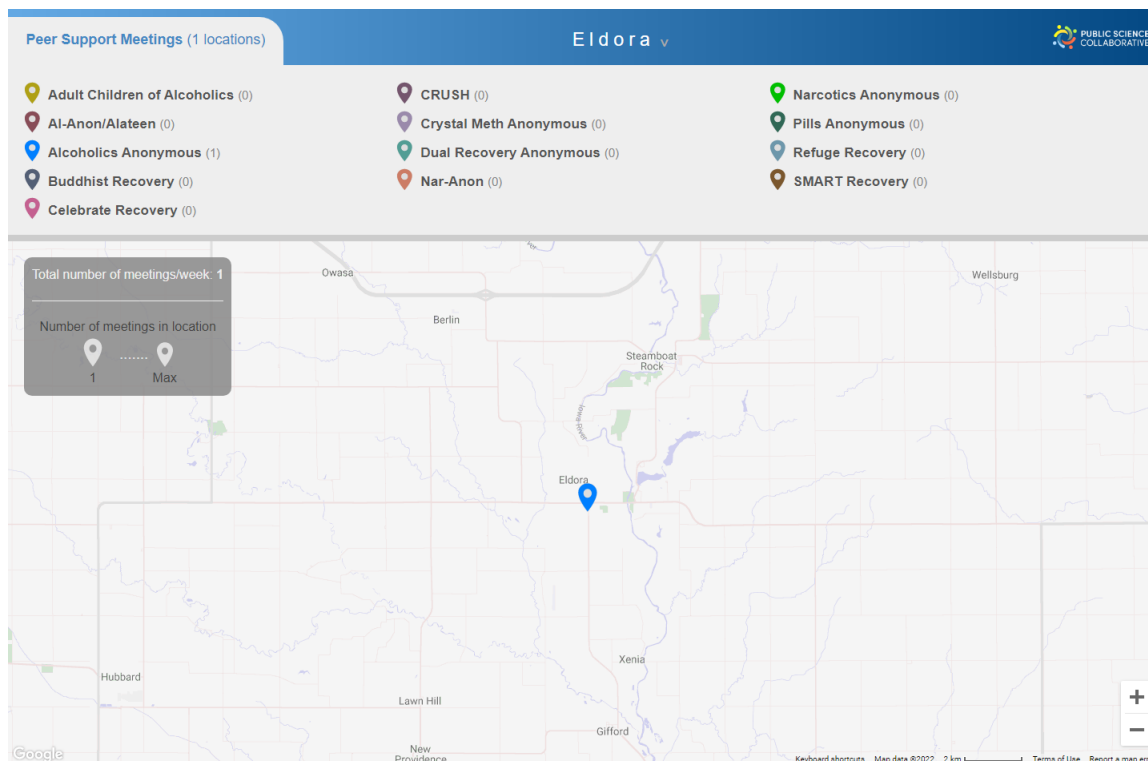 Peer Support Meetings (1 locations)
Eldora v
PUBLIC SCIENCE
COLLABORATIVE
Adult Children of Alcoholics (0)
Al-Anon/Alateen (0)
Alcoholics Anonymous (1)
Buddhist Recovery (0)
Celebrate Recovery (0)
CRUSH (0)
Crystal Meth Anonymous (0)
Dual Recovery Anonymous (0)
Nar-Anon (0)
Narcotics Anonymous (0)
Pills Anonymous (0)
Refuge Recovery (0)
SMART Recovery (0)
Total number of meetings/week: 1
Number of meetings in location
1 ....... Max
Owasa
Wellsburg
Berlin
Steamboat
Rock
Iowa River
Eldora
Xenia
Hubbard
Lawn Hill
Gifford
New
Providence
+
−
Google
Keyboard shortcuts Map data ©2022 2 km Terms of Use Report a map